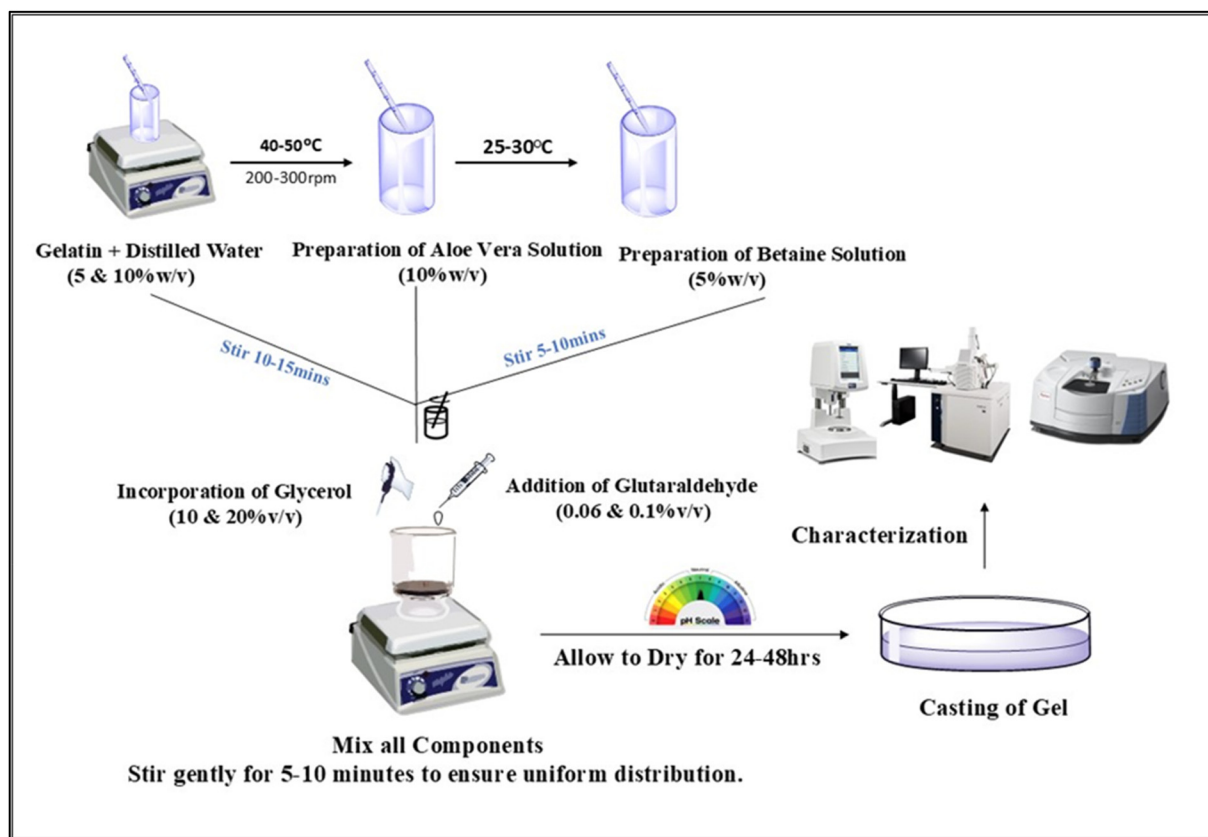 40-50°C
200-300rpm
25-30°C
Gelatin + Distilled Water
(5 & 10%w/v)
Preparation of Aloe Vera Solution
(10%w/v)
Preparation of Betaine Solution
(5%w/v)
Stir 10-15mins
Stir 5-10mins
Incorporation of Glycerol
(10 & 20%v/v)
Addition of Glutaraldehyde
(0.06 & 0.1%v/v)
Characterization
Acidic
Neutral
Alkaline
pH Scale
Allow to Dry for 24-48hrs
Casting of Gel
Mix all Components
Stir gently for 5-10 minutes to ensure uniform distribution.